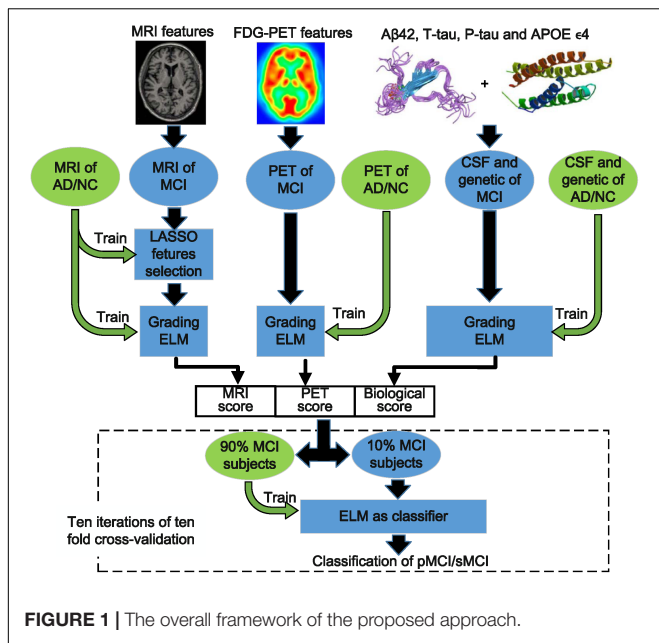 MRI features
FDG-PET features
Aβ42, T-tau, P-tau and APOE ϵ4
+
MRI of
AD/NC
MRI of
MCI
PET of
MCI
PET of
AD/NC
CSF and
genetic of
MCI
CSF and
genetic of
AD/NC
Train
LASSO
fetures
selection
Train
Grading
ELM
Grading
ELM
Train
Grading
ELM
Train
MRI
score
PET
score
Biological
score
90% MCI
subjects
10% MCI
subjects
Train
Ten iterations of ten
fold cross-validation
ELM as classifier
Classification of pMCI/sMCI
FIGURE 1 | The overall framework of the proposed approach.